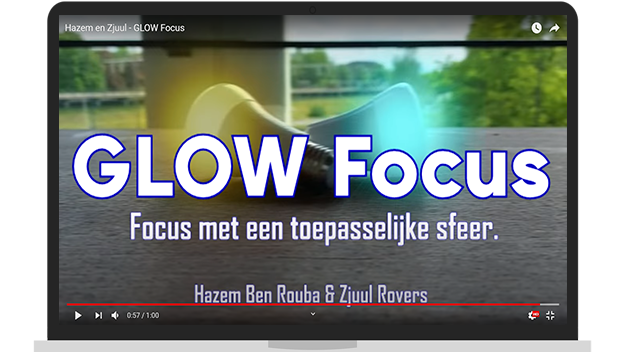 Hazem en Zjuul - GLOW Focus
GLOW Focus
Focus met een toepasselijke sfeer.
Hazem Ben Rouba & Zjuul Rovers
0:57 / 1:00